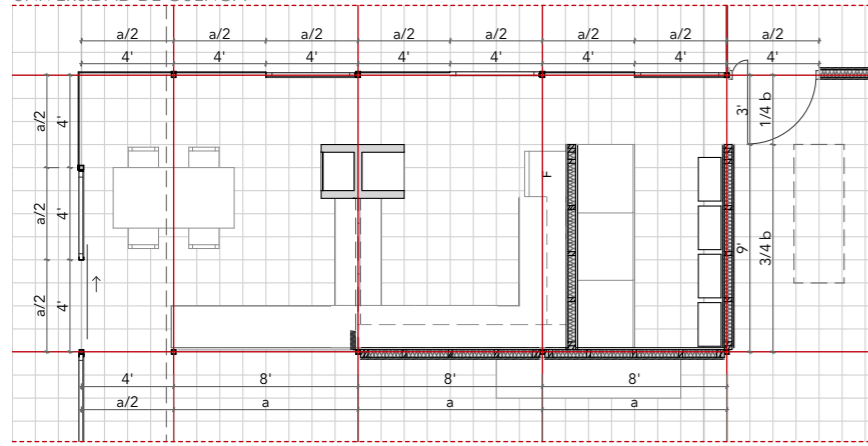 a/2 a/2 a/2 a/2 a/2 a/2 a/2 a/2
4' 4' 4' 4' 4' 4' 4' 4'
a/2 4'
3' 1/4 b
F
a/2 4'
9' 3/4 b
a/2 4'
4' 8' 8' 8'
a/2 a a a